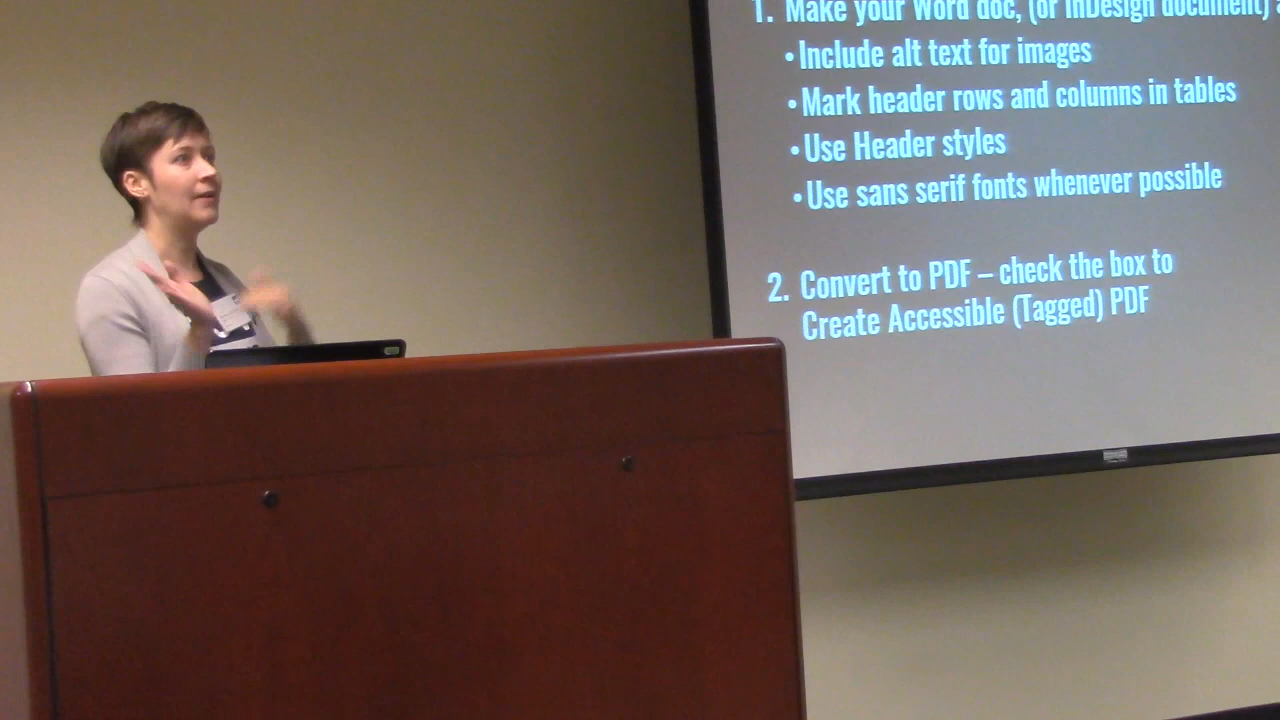 1. Make your Word doc, (or InDesign document)
• Include alt text for images
• Mark header rows and columns in tables
• Use Header styles
• Use sans serif fonts whenever possible
2. Convert to PDF – check the box to
Create Accessible (Tagged) PDF